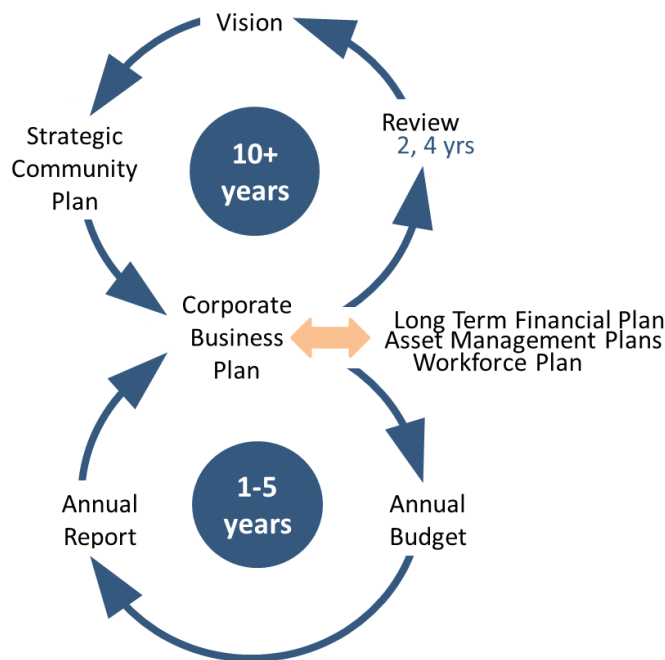 Vision
Review
2, 4 yrs
Strategic
Community
Plan
10+
years
Corporate
Business
Plan
Long Term Financial Plan
Asset Management Plans
Workforce Plan
1-5
years
Annual
Report
Annual
Budget